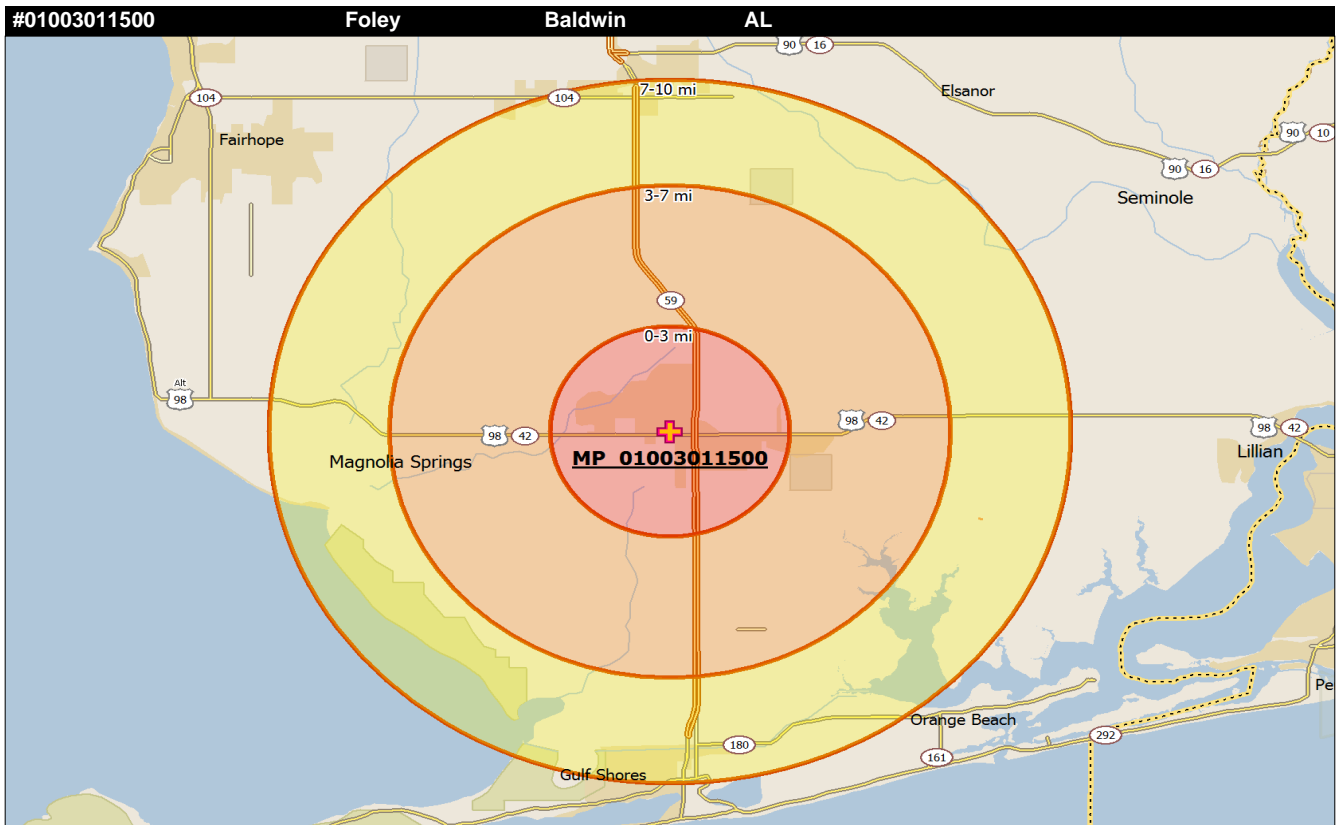 #01003011500 Foley Baldwin AL
90 16
7-10 mi
104 104
Elsanor
Fairhope
90 10
90 16
3-7 mi
Seminole
59
0-3 mi
Alt
98
98 42
98 42
98 42
Magnolia Springs
MP 01003011500
Lillian
Pe
Orange Beach
292
180
161
Gulf Shores